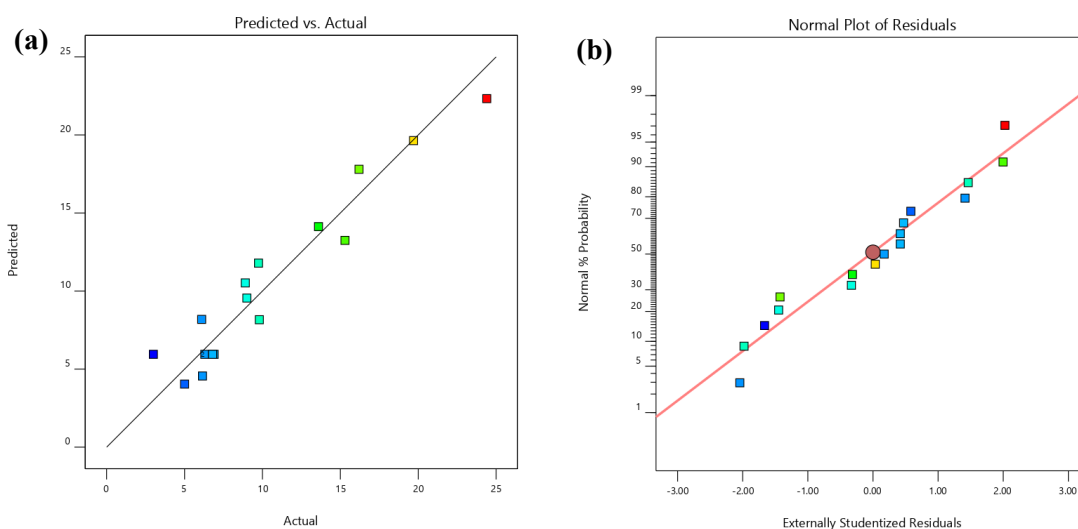 (a)
Predicted vs. Actual
Predicted
25
20
15
10
5
0
0 5 10 15 20 25
Actual
(b)
Normal Plot of Residuals
Normal % Probability
99
95
90
80
70
50
30
20
10
5
1
-3.00 -2.00 -1.00 0.00 1.00 2.00 3.00
Externally Studentized Residuals